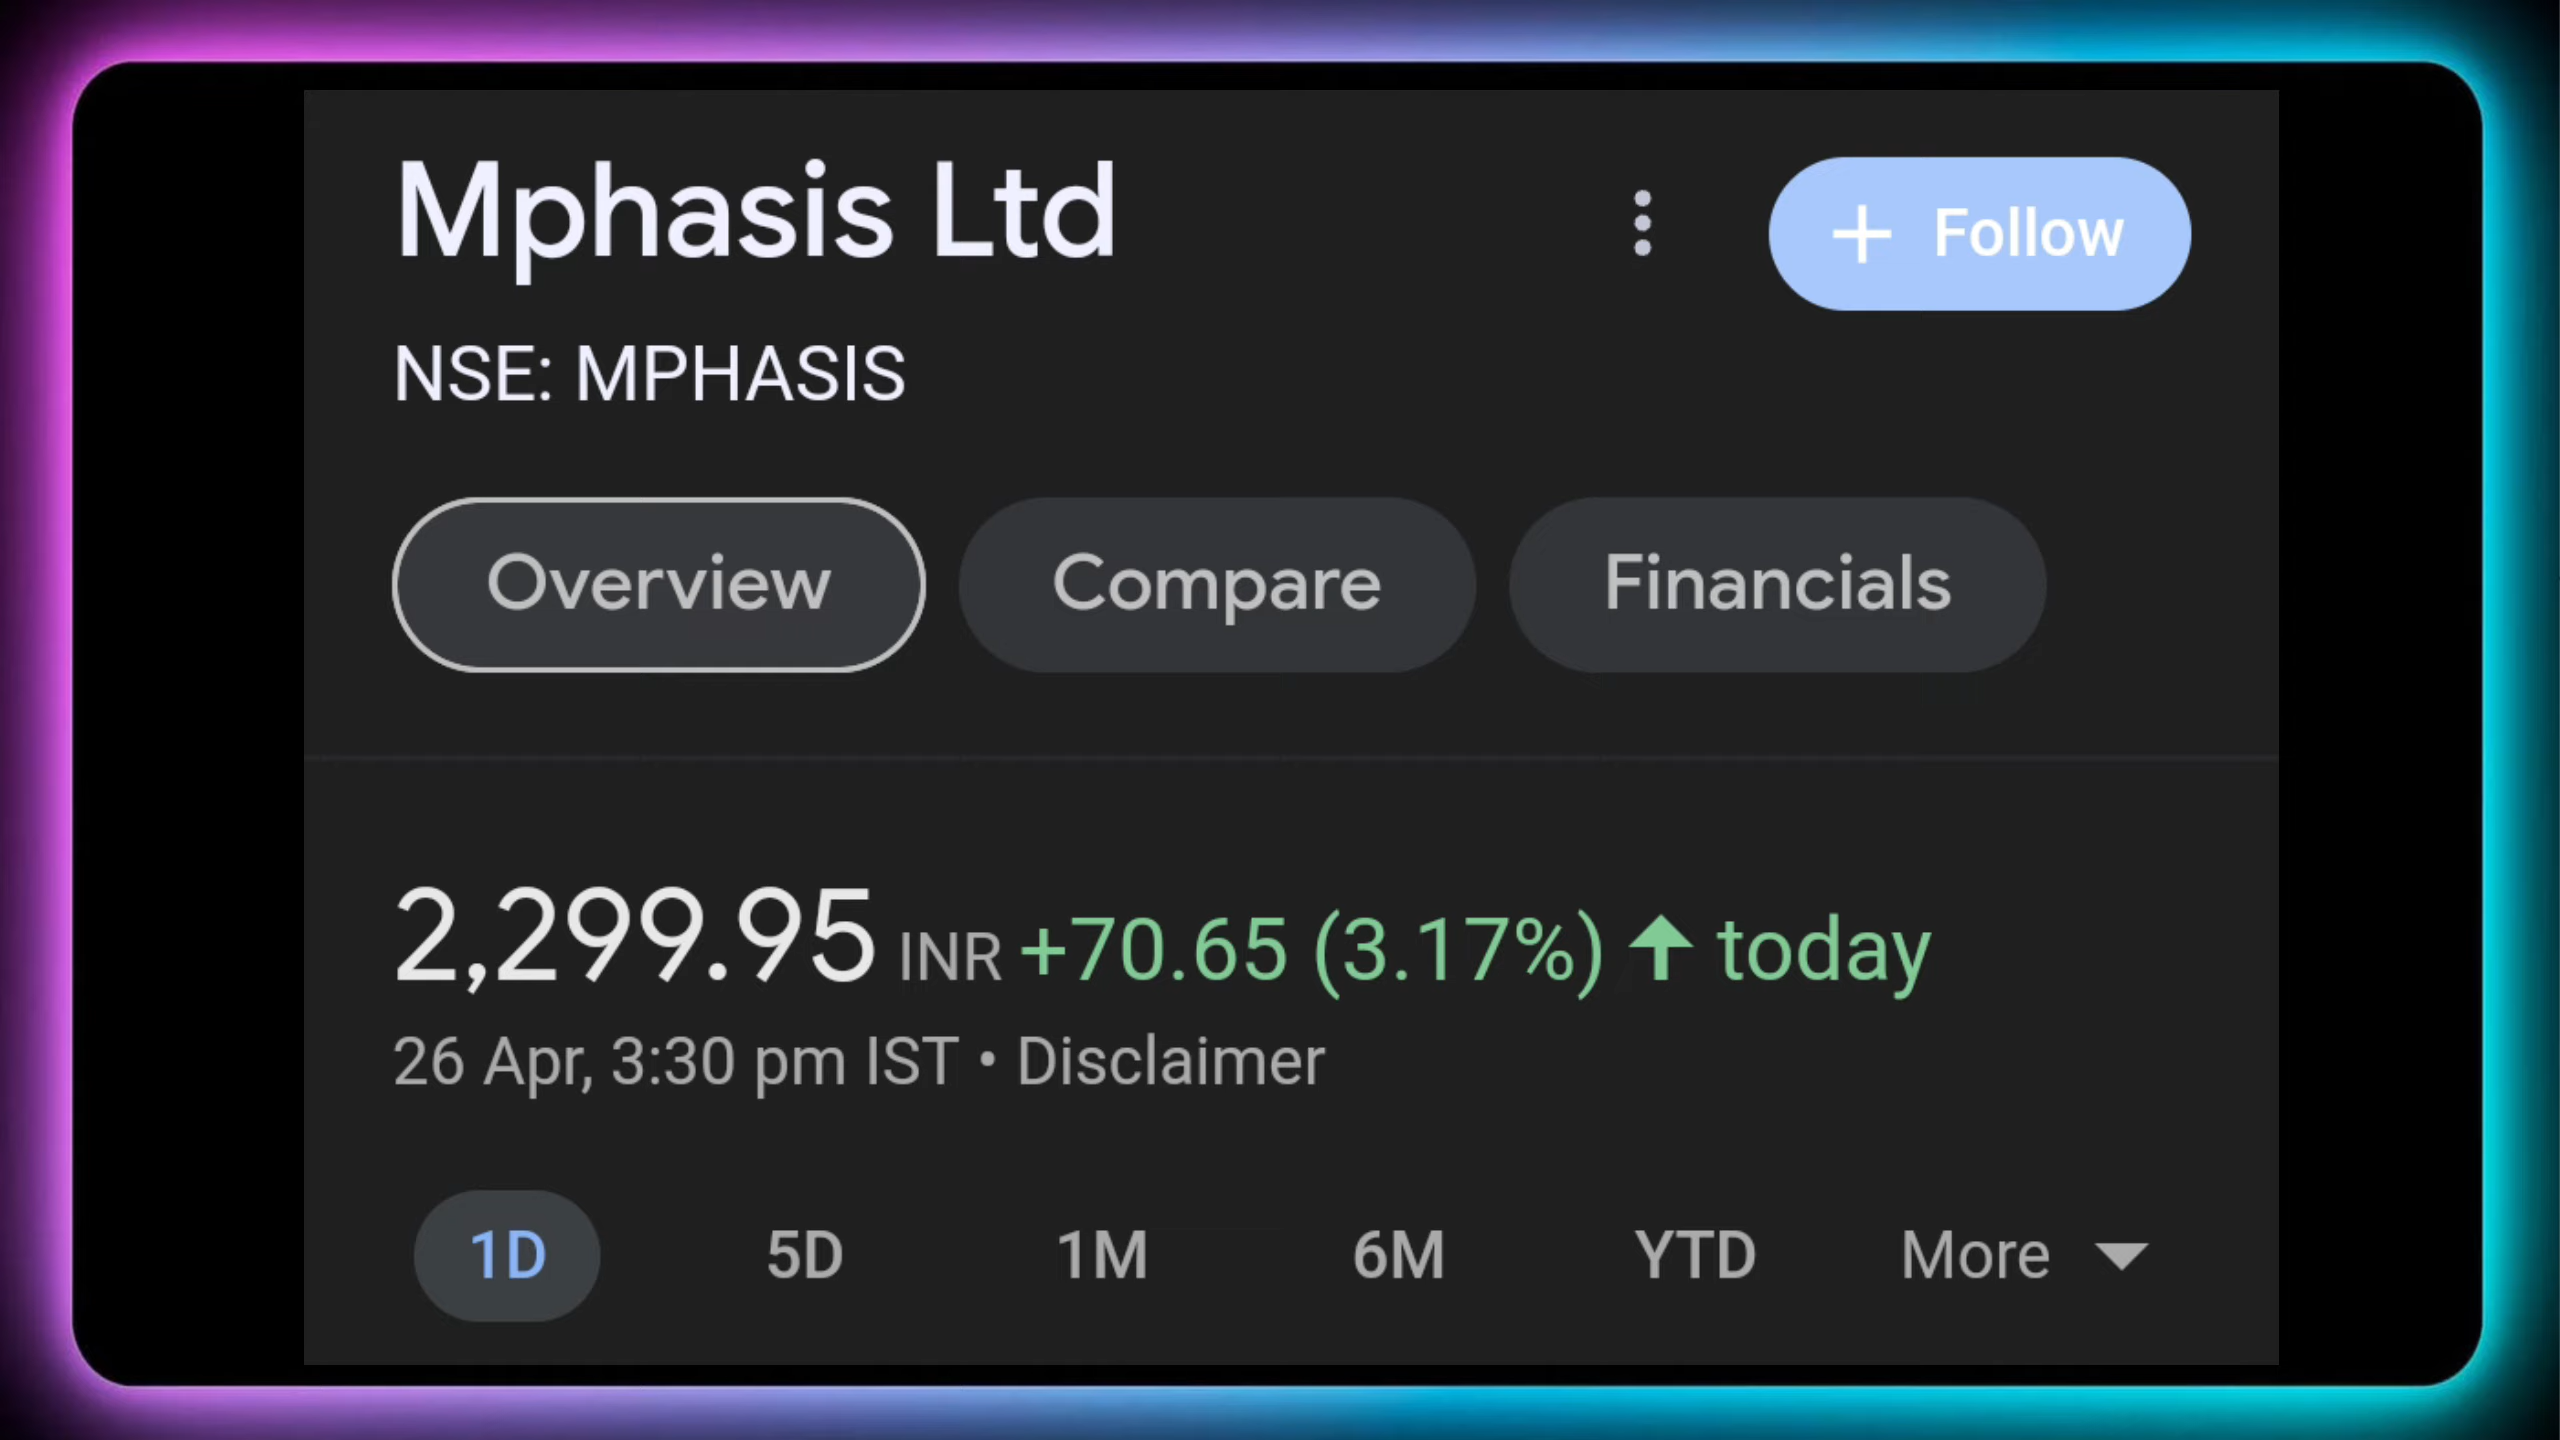 Mphasis Ltd
+ Follow
NSE: MPHASIS
Overview Compare Financials
2,299.95 INR +70.65 (3.17%) ↑ today
26 Apr, 3:30 pm IST • Disclaimer
1D 5D 1M 6M YTD More